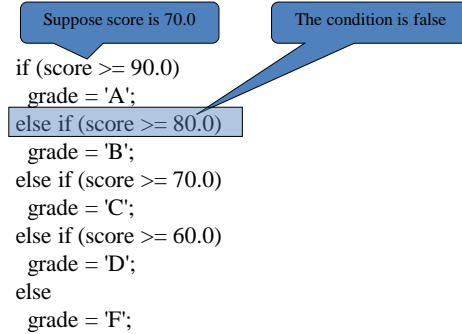 Suppose score is 70.0
The condition is false
if (score >= 90.0)
grade = 'A';
else if (score >= 80.0)
grade = 'B';
else if (score >= 70.0)
grade = 'C';
else if (score >= 60.0)
grade = 'D';
else
grade = 'F';